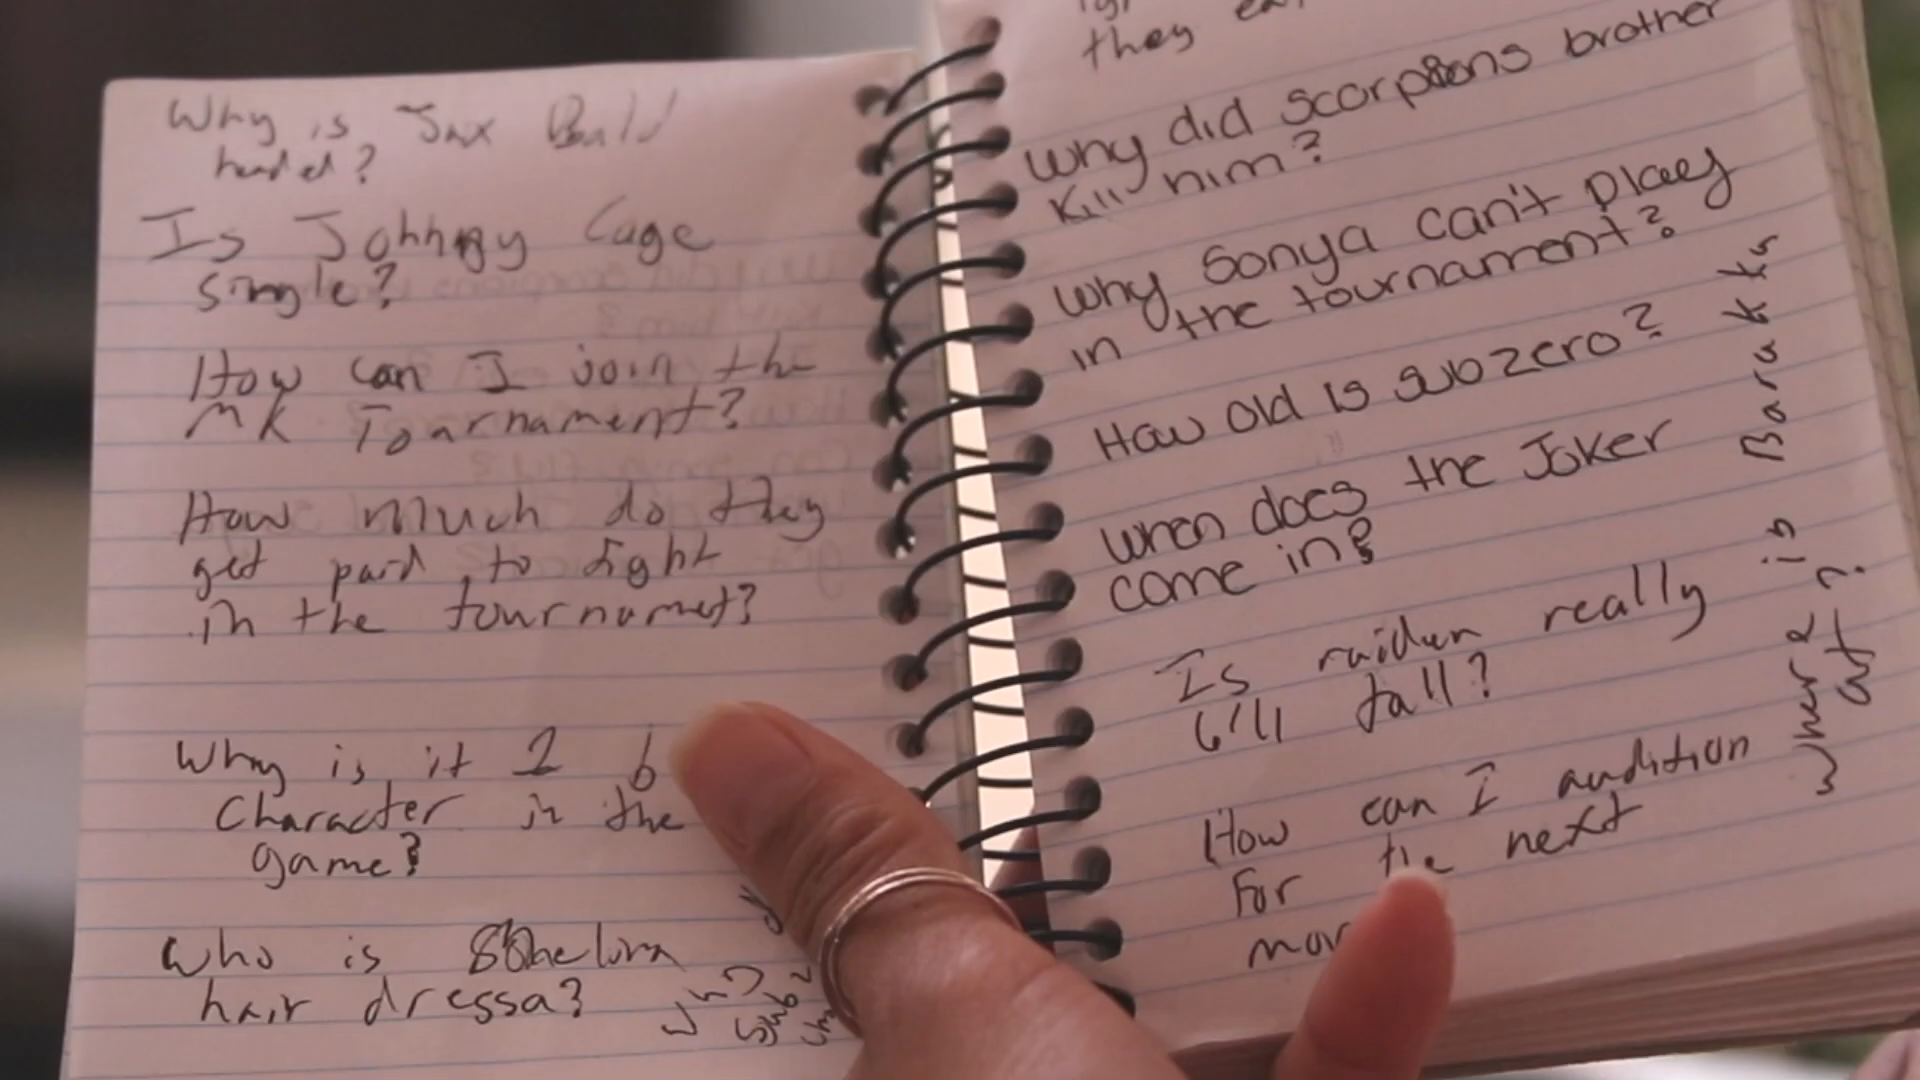 Why is Jax Bald
headed?
Is Johnny Cage
single?
How can I join the
MK Tournament?
How much do they
get paid to fight
in the tournamet?
Why is it 2 b
Character in the
game?
Who is
hair dressa?
they
Why did scorpions brother
Kill him?
Why Sonya can't play
in the tournament?
How old is subzero?
when does the Joker
come in?
Is raiden really
6'11 tall?
How can I audition
For the next
mov
where is Baraka
at?